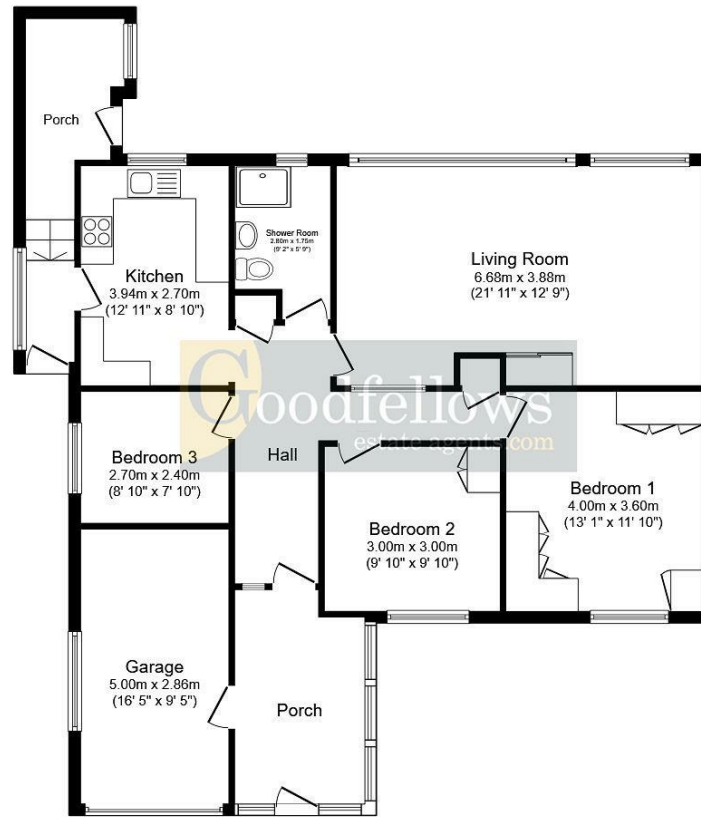 Porch
Shower Room
2.80m x 1.75m
(9' 2" x 5' 9")
Living Room
6.68m x 3.88m
(21' 11" x 12' 9")
Kitchen
3.94m x 2.70m
(12' 11" x 8' 10")
Goodfellows
estate-agents.com
Bedroom 3
2.70m x 2.40m
(8' 10" x 7' 10")
Hall
Bedroom 1
4.00m x 3.60m
(13' 1" x 11' 10")
Bedroom 2
3.00m x 3.00m
(9' 10" x 9' 10")
Garage
5.00m x 2.86m
(16' 5" x 9' 5")
Porch